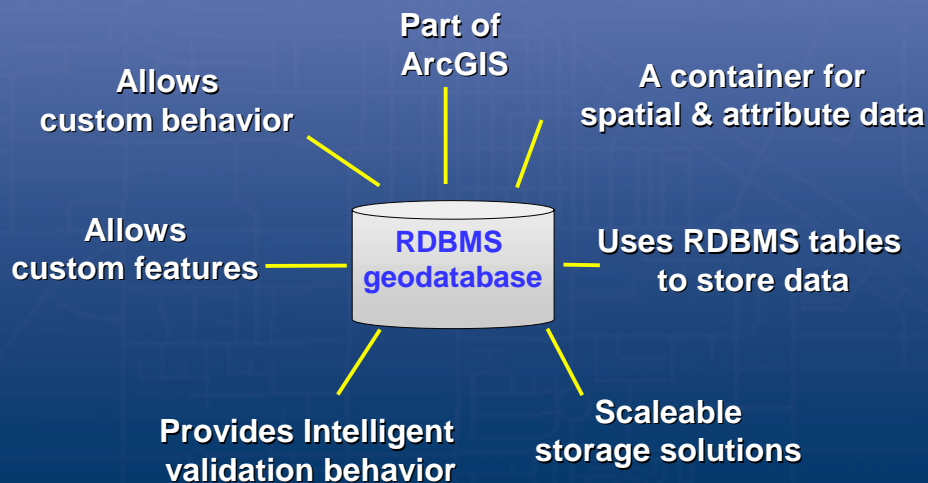 Part of
ArcGIS
Allows
custom behavior
A container for
spatial & attribute data
Allows
custom features
RDBMS
geodatabase
Uses RDBMS tables
to store data
Provides Intelligent
validation behavior
Scaleable
storage solutions